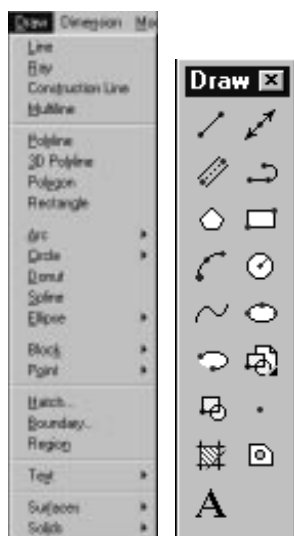 Draw Dimension Mo
Line
Ray
Construction Line
Multiline
Polyline
3D Polyline
Polygon
Rectangle
Arc
Circle
Donut
Spline
Ellipse
Block
Point
Hatch...
Boundary...
Region
Text
Surfaces
Solids
Draw
A